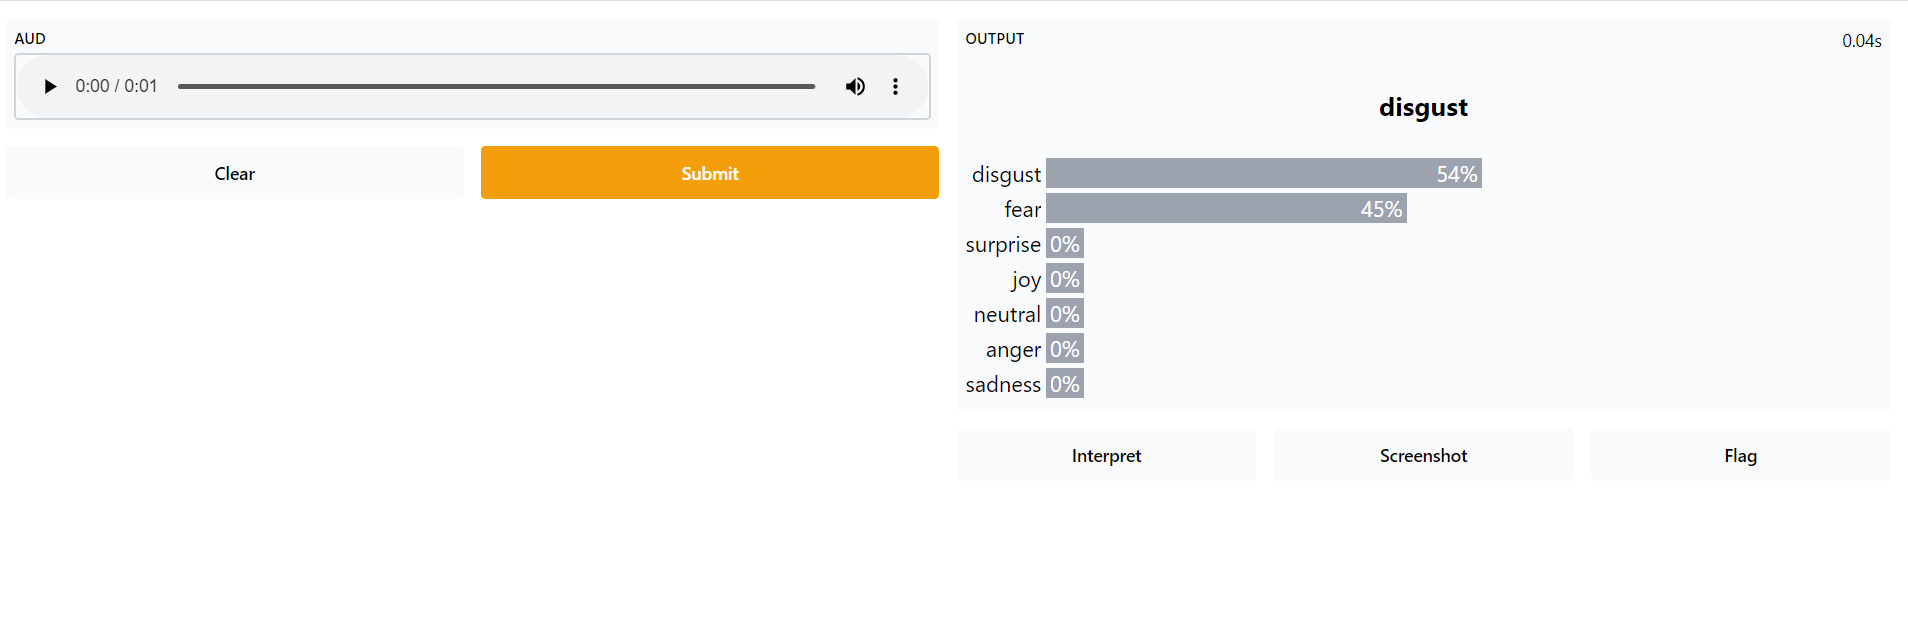 AUD
0:00 / 0:01
Clear
Submit
OUTPUT
0.04s
disgust
disgust 54%
fear 45%
surprise 0%
joy 0%
neutral 0%
anger 0%
sadness 0%
Interpret
Screenshot
Flag